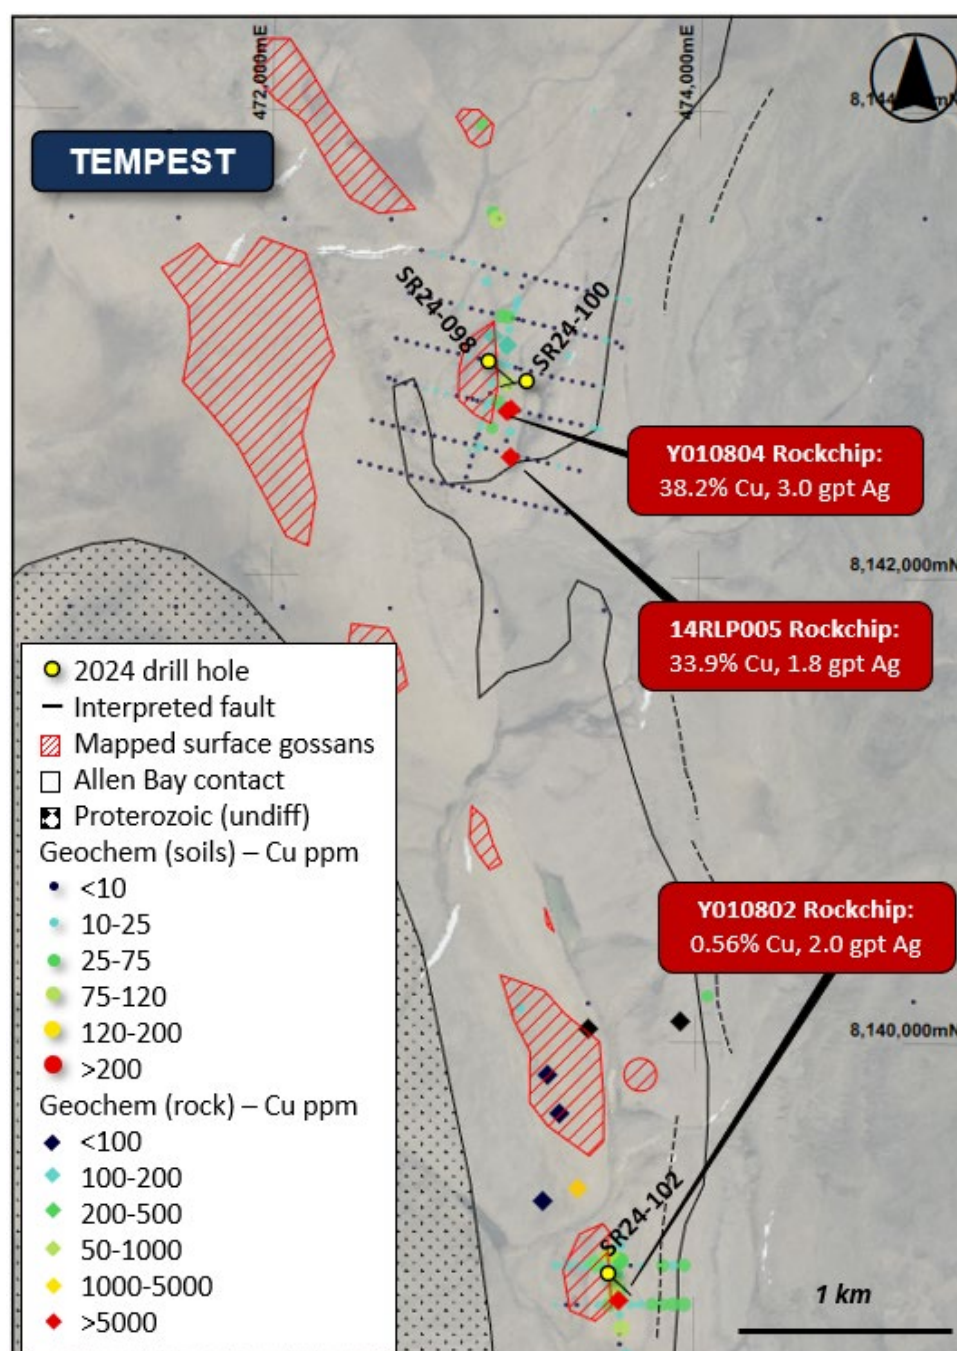 472,000mE
474,000mE
8,144,000mN
TEMPEST
SR24-098
SR24-100
Y010804 Rockchip:
38.2% Cu, 3.0 gpt Ag
8,142,000mN
14RLP005 Rockchip:
33.9% Cu, 1.8 gpt Ag
2024 drill hole
Interpreted fault
Mapped surface gossans
Allen Bay contact
Proterozoic (undiff)
Geochem (soils) – Cu ppm
<10
10-25
25-75
75-120
120-200
>200
Geochem (rock) – Cu ppm
<100
100-200
200-500
50-1000
1000-5000
>5000
Y010802 Rockchip:
0.56% Cu, 2.0 gpt Ag
8,140,000mN
SR24-102
1 km